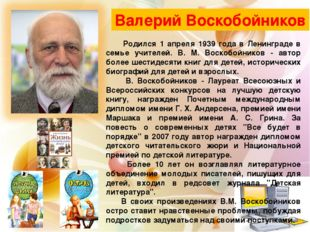 Валерий Воскобойников
Родился 1 апреля 1939 года в Ленинграде в
семье учителей. В. М. Воскобойников - автор
более шестидесяти книг для детей, исторических
биографий для детей и взрослых.
В. Воскобойников - Лауреат Всесоюзных и
Всероссийских конкурсов на лучшую детскую
книгу, награжден Почетным международным
дипломом имени Г. Х. Андерсена, премией имени
Маршака и премией имени А. С. Грина. За
повесть о современных детях "Все будет в
порядке" в 2007 году автор награжден дипломом
детского читательского жюри и Национальной
премией по детской литературе.
Более 10 лет он возглавлял литературное
объединение молодых писателей, пишущих для
детей, входил в редсовет журнала "Детская
литература".
В своих произведениях В.М. Воскобойников
остро ставит нравственные проблемы, побуждая
подростков задуматься над своими поступками.
Жизнь